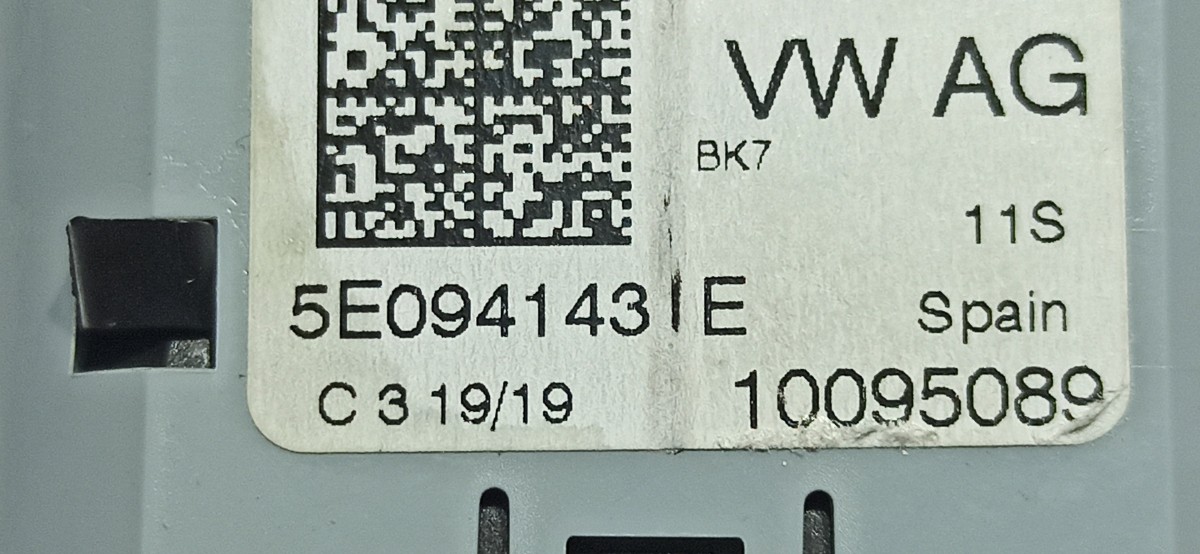 VW AG
BK7
11S
5E0941431E Spain
C 3 19/19 10095089